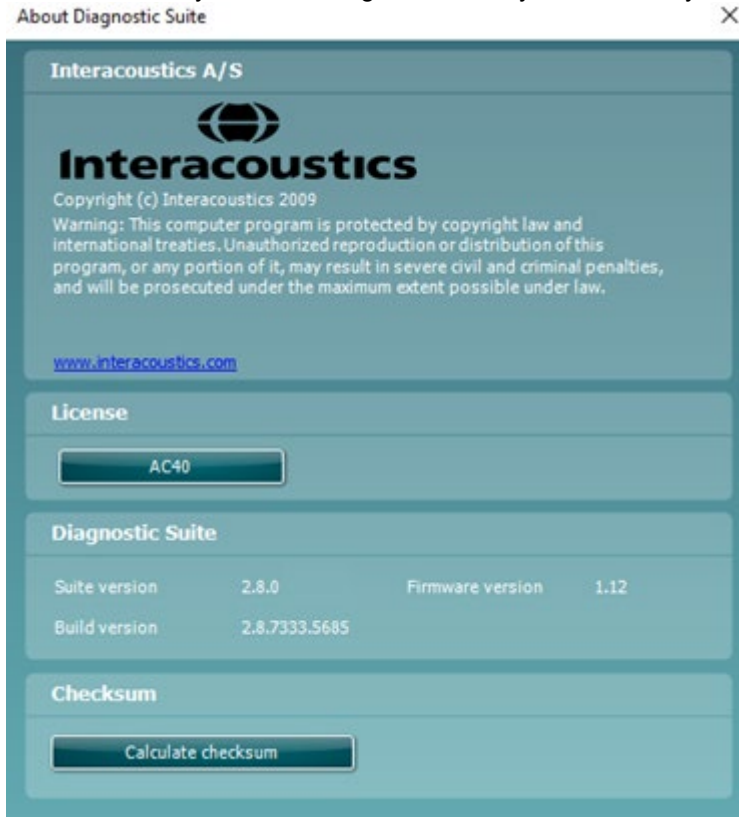 About Diagnostic Suite
Interacoustics A/S
Interacoustics
Copyright (c) Interacoustics 2009
Warning: This computer program is protected by copyright law and
international treaties. Unauthorized reproduction or distribution of this
program, or any portion of it, may result in severe civil and criminal penalties,
and will be prosecuted under the maximum extent possible under law.
www.interacoustics.com
License
AC40
Diagnostic Suite
Suite version 2.8.0 Firmware version 1.12
Build version 2.8.7333.5685
Checksum
Calculate checksum